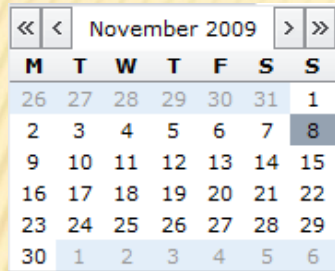 « < November 2009 > »
M T W T F S S
26 27 28 29 30 31 1
2 3 4 5 6 7 8
9 10 11 12 13 14 15
16 17 18 19 20 21 22
23 24 25 26 27 28 29
30 1 2 3 4 5 6